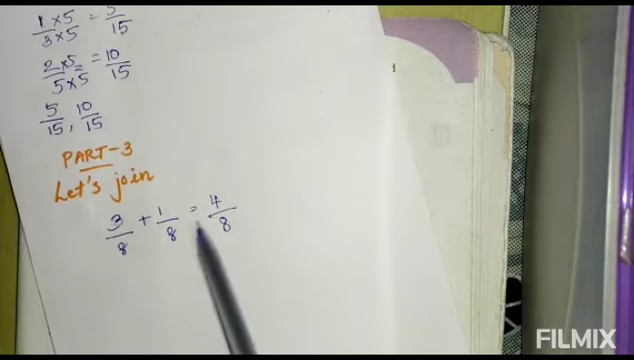 1×5/3×5 = 5/15
2×5/5×5 = 10/15
5/15, 10/15
PART-3
Let's join
3/8 + 1/8 = 4/8
FILMIX